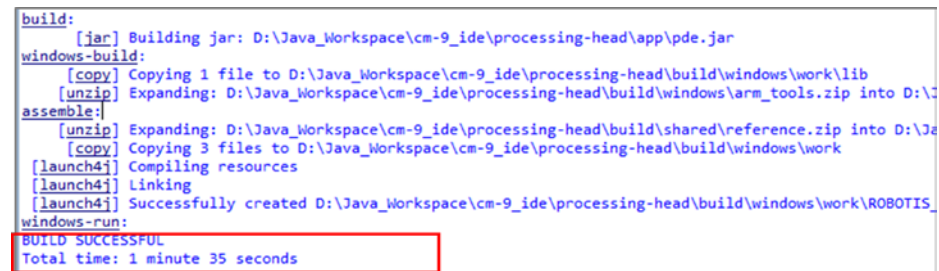 build:
[jar] Building jar: D:\Java_Workspace\cm-9_ide\processing-head\app\pde.jar
windows-build:
[copy] Copying 1 file to D:\Java_Workspace\cm-9_ide\processing-head\build\windows\work\lib
[unzip] Expanding: D:\Java_Workspace\cm-9_ide\processing-head\build\windows\arm_tools.zip into D:\J
assemble:
[unzip] Expanding: D:\Java_Workspace\cm-9_ide\processing-head\build\shared\reference.zip into D:\Ja
[copy] Copying 3 files to D:\Java_Workspace\cm-9_ide\processing-head\build\windows\work
[launch4j] Compiling resources
[launch4j] Linking
[launch4j] Successfully created D:\Java_Workspace\cm-9_ide\processing-head\build\windows\work\ROBOTIS_
windows-run:
BUILD SUCCESSFUL
Total time: 1 minute 35 seconds